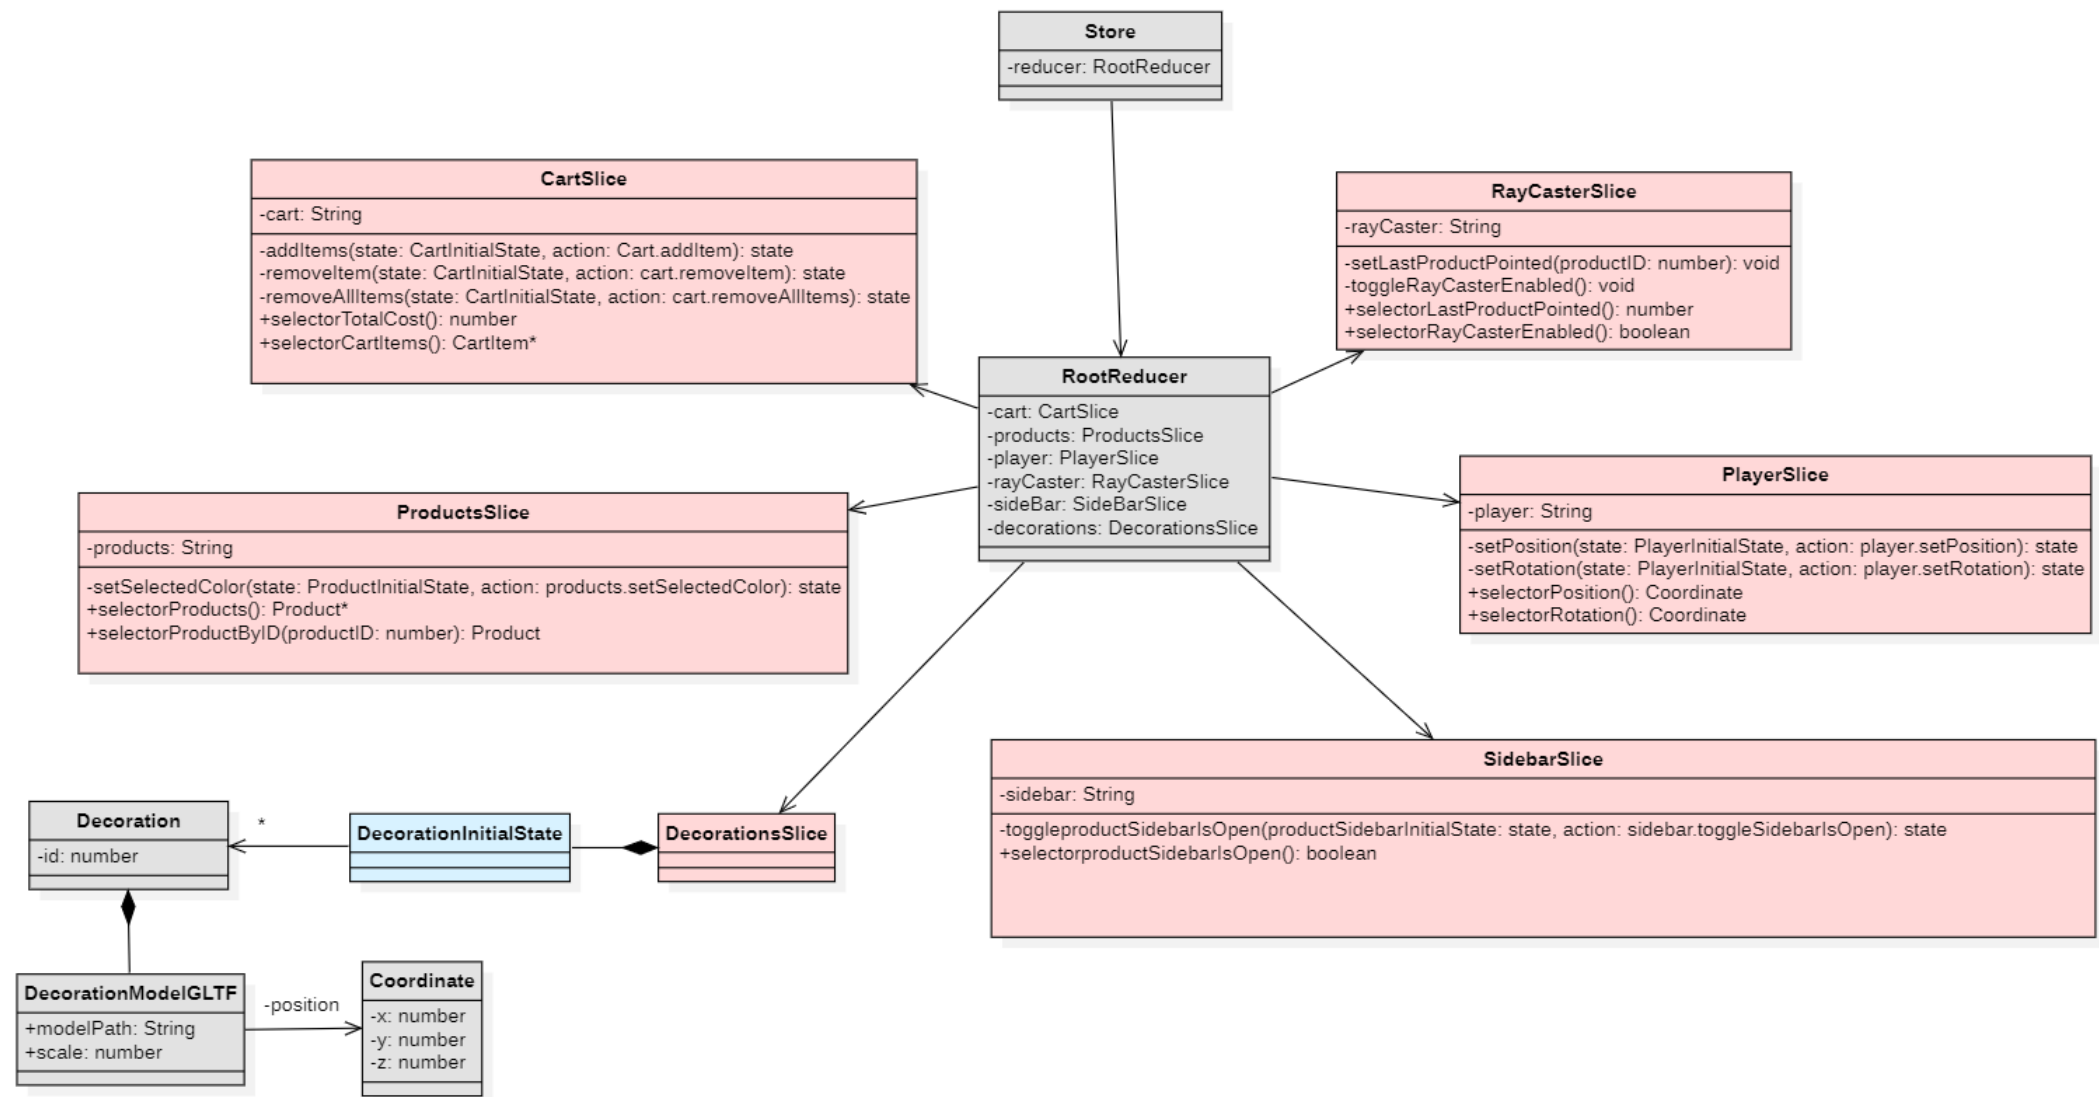 Store
-reducer: RootReducer
CartSlice
-cart: String
-addItems(state: CartInitialState, action: Cart.addItem): state
-removeItem(state: CartInitialState, action: cart.removeItem): state
-removeAllItems(state: CartInitialState, action: cart.removeAllItems): state
+selectorTotalCost(): number
+selectorCartItems(): CartItem*
RayCasterSlice
-rayCaster: String
-setLastProductPointed(productID: number): void
-toggleRayCasterEnabled(): void
+selectorLastProductPointed(): number
+selectorRayCasterEnabled(): boolean
RootReducer
-cart: CartSlice
-products: ProductsSlice
-player: PlayerSlice
-rayCaster: RayCasterSlice
-sideBar: SideBarSlice
-decorations: DecorationsSlice
ProductsSlice
-products: String
-setSelectedColor(state: ProductInitialState, action: products.setSelectedColor): state
+selectorProducts(): Product*
+selectorProductByID(productID: number): Product
PlayerSlice
-player: String
-setPosition(state: PlayerInitialState, action: player.setPosition): state
-setRotation(state: PlayerInitialState, action: player.setRotation): state
+selectorPosition(): Coordinate
+selectorRotation(): Coordinate
SidebarSlice
-sidebar: String
-toggleproductSidebarIsOpen(productSidebarInitialState: state, action: sidebar.toggleSidebarIsOpen): state
+selectorproductSidebarIsOpen(): boolean
Decoration
-id: number
*
DecorationInitialState
DecorationsSlice
DecorationModelGLTF
+modelPath: String
+scale: number
-position
Coordinate
-x: number
-y: number
-z: number